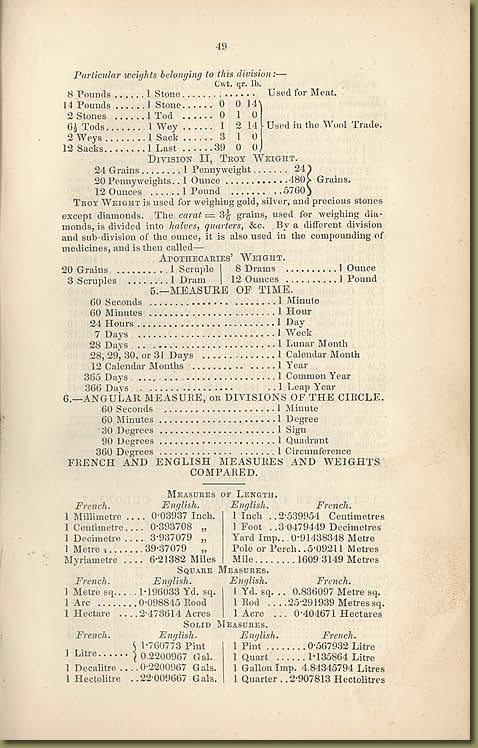 49
Particular weights belonging to this division:—
Cwt. qr. lb.
8 Pounds ...... 1 Stone ............ Used for Meat.
14 Pounds ...... 1 Stone...... 0 0 14
2 Stones ...... 1 Tod ...... 0 1 0
6½ Tods........ 1 Wey ...... 1 2 14 Used in the Wool Trade.
2 Weys ........ 1 Sack ...... 3 1 0
12 Sacks........ 1 Last ......39 0 0
Division II, Troy Weight.
24 Grains........1 Pennyweight ....... 24
20 Pennyweights..1 Ounce ............480 Grains.
12 Ounces ......1 Pound .......5760
Troy Weight is used for weighing gold, silver, and precious stones
except diamonds. The carat = 3⅙ grains, used for weighing dia-
monds, is divided into halves, quarters, &c. By a different division
and sub-division of the ounce, it is also used in the compounding of
medicines, and is then called—
Apothecaries' Weight.
20 Grains .......... 1 Scruple | 8 Drams .......... 1 Ounce
3 Scruples ........ 1 Dram | 12 Ounces .......... 1 Pound
5.—MEASURE OF TIME.
60 Seconds ........................ 1 Minute
60 Minutes ........................ 1 Hour
24 Hours........................... 1 Day
7 Days ........................ 1 Week
28 Days ........................ 1 Lunar Month
28, 29, 30, or 31 Days ............ 1 Calendar Month
12 Calendar Months ............ 1 Year
365 Days ........................ 1 Common Year
366 Days ........................ 1 Leap Year
6.—ANGULAR MEASURE, or DIVISIONS OF THE CIRCLE.
60 Seconds .................... 1 Minute
60 Minutes .................... 1 Degree
30 Degrees .................... 1 Sign
90 Degrees .................... 1 Quadrant
360 Degrees .................... 1 Circumference
FRENCH AND ENGLISH MEASURES AND WEIGHTS
COMPARED.
Measures of Length.
French. English. English. French.
1 Millimetre .... 0·03937 Inch. | 1 Inch ..2·539954 Centimetres
1 Centimetre.... 0·393708 „ | 1 Foot ..3·0479449 Decimetres
1 Decimetre .... 3·937079 „ | Yard Imp.. 0·91438348 Metre
1 Metre ........39·37079 „ | Pole or Perch..5·09211 Metres
Myriametre .... 6·21382 Miles | Mile........1609·3149 Metres
Square Measures.
French. English. English. French.
1 Metre sq.....1·196033 Yd. sq. | 1 Yd. sq... 0.836097 Metre sq.
1 Arc ........0·098845 Rood | 1 Rod ....25·291939 Metres sq.
1 Hectare ....2·473614 Acres | 1 Acre .... 0·404671 Hectares
Solid Measures.
French. English. English. French.
1 Litre...... { 1·760773 Pint | 1 Pint ........0·567932 Litre
0.2200967 Gal. | 1 Quart ......1·135864 Litre
1 Decalitre ....0·2200967 Gals. | 1 Gallon Imp. 4.84345794 Litres
1 Hectolitre ..22·009667 Gals. | 1 Quarter ..2·907813 Hectolitres